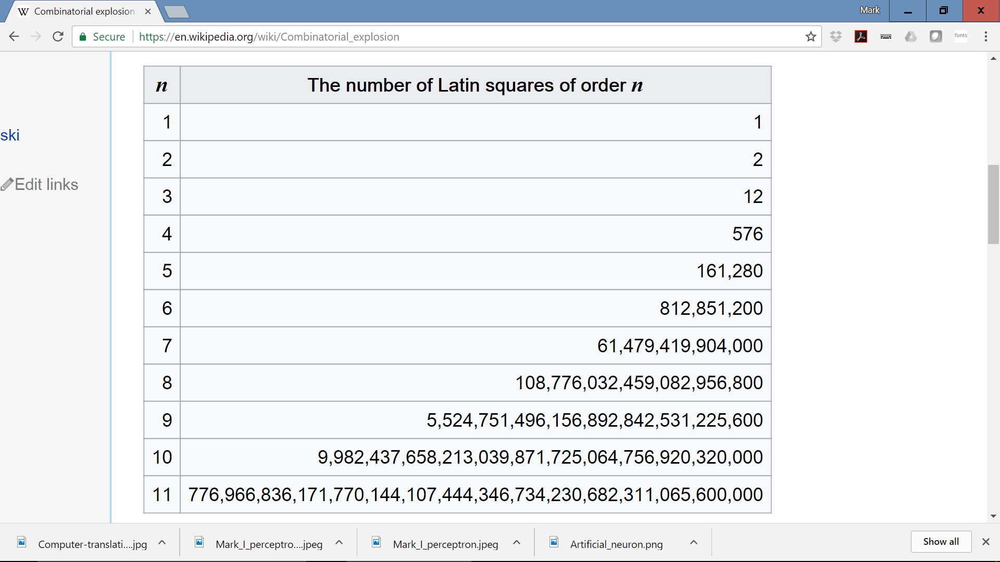 W Combinatorial explosion
Mark
Secure https://en.wikipedia.org/wiki/Combinatorial_explosion
fonts
n The number of Latin squares of order n
1 1
2 2
ski
3 12
Edit links
4 576
5 161,280
6 812,851,200
7 61,479,419,904,000
8 108,776,032,459,082,956,800
9 5,524,751,496,156,892,842,531,225,600
10 9,982,437,658,213,039,871,725,064,756,920,320,000
11 776,966,836,171,770,144,107,444,346,734,230,682,311,065,600,000
Computer-translati....jpg Mark_I_perceptro....jpeg Mark_I_perceptron.jpeg Artificial_neuron.png Show all